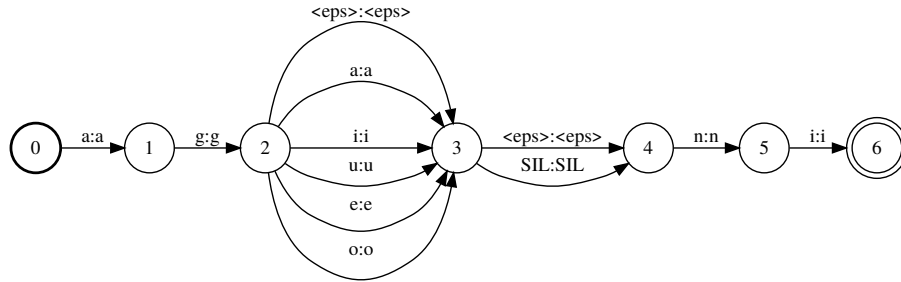 <eps>:<eps>
a:a
0 a:a 1 g:g 2 i:i 3 <eps>:<eps> 4 n:n 5 i:i 6
u:u SIL:SIL
e:e
o:o